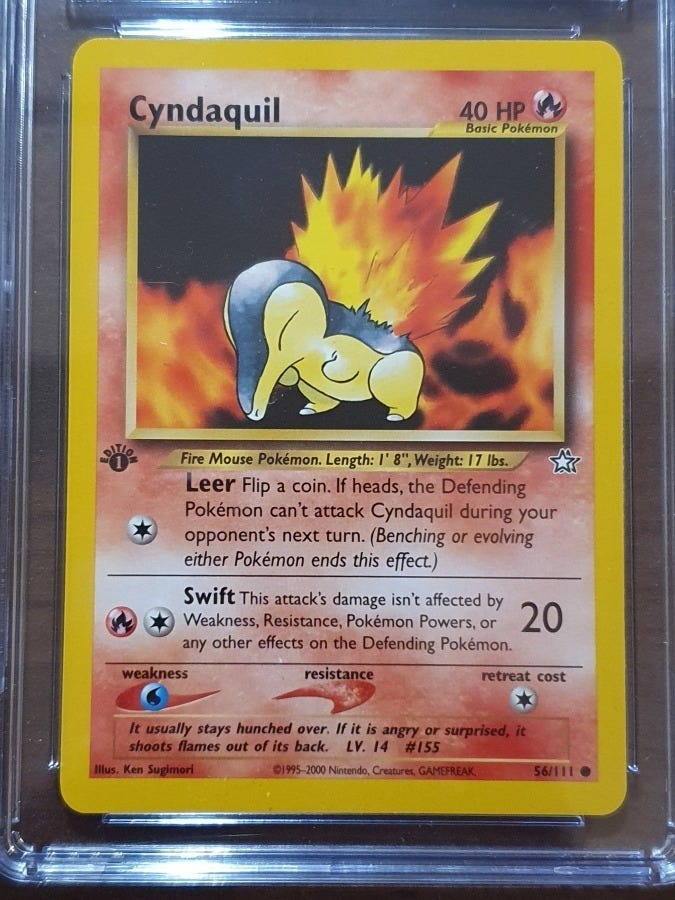 Cyndaquil
40 HP
Basic Pokémon
EDITION
1
Fire Mouse Pokémon. Length: 1' 8", Weight: 17 lbs.
Leer Flip a coin. If heads, the Defending
Pokémon can't attack Cyndaquil during your
opponent's next turn. (Benching or evolving
either Pokémon ends this effect.)
Swift This attack's damage isn't affected by
Weakness, Resistance, Pokémon Powers, or
any other effects on the Defending Pokémon.
20
weakness
resistance
retreat cost
It usually stays hunched over. If it is angry or surprised, it
shoots flames out of its back. LV. 14 #155
Illus. Ken Sugimori
©1995–2000 Nintendo, Creatures, GAMEFREAK.
56/111